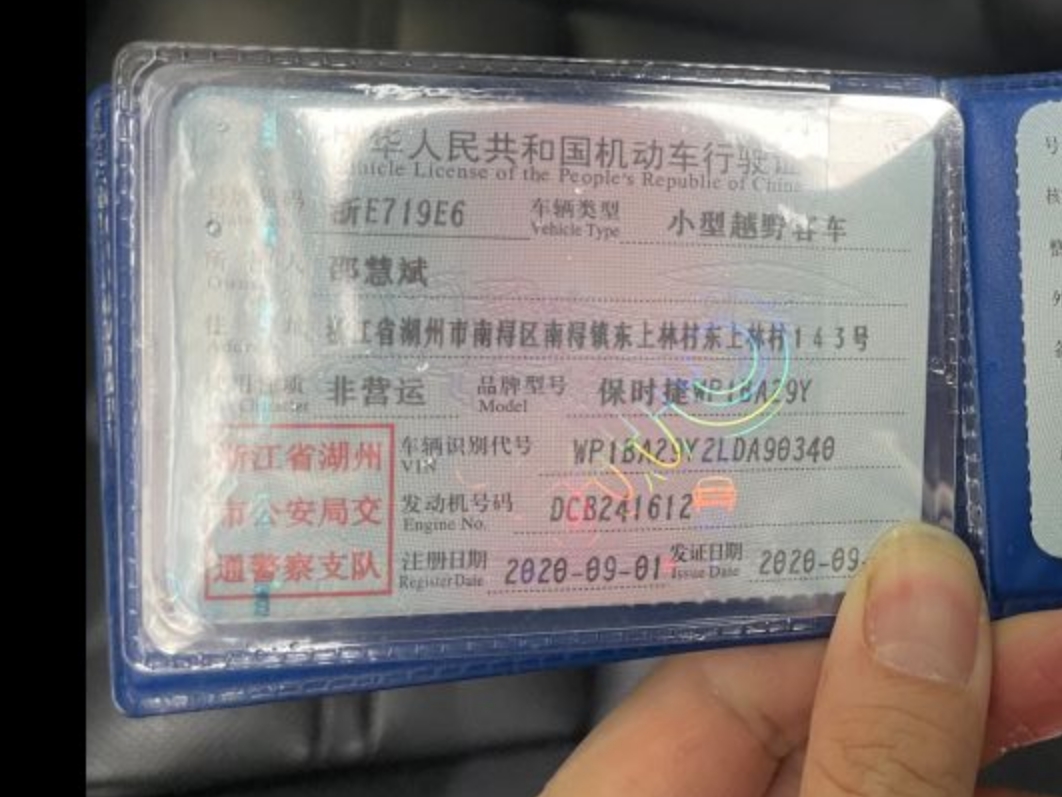 华人民共和国机动车行驶证
Vehicle License of the People's Republic of China
浙E719E6 车辆类型 Vehicle Type 小型越野客车
人 邵慧斌
住 址 浙江省湖州市南得区南得镇东上林村东上林村143号
非营运 品牌型号 Model 保时捷WP1BA29Y
浙江省湖州
市公安局交
通警察支队
车辆识别代号 VIN WP1BA29Y2LDA90340
发动机号码 Engine No. DCB241612
注册日期 Register Date 2020-09-01 发证日期 Issue Date 2020-09-